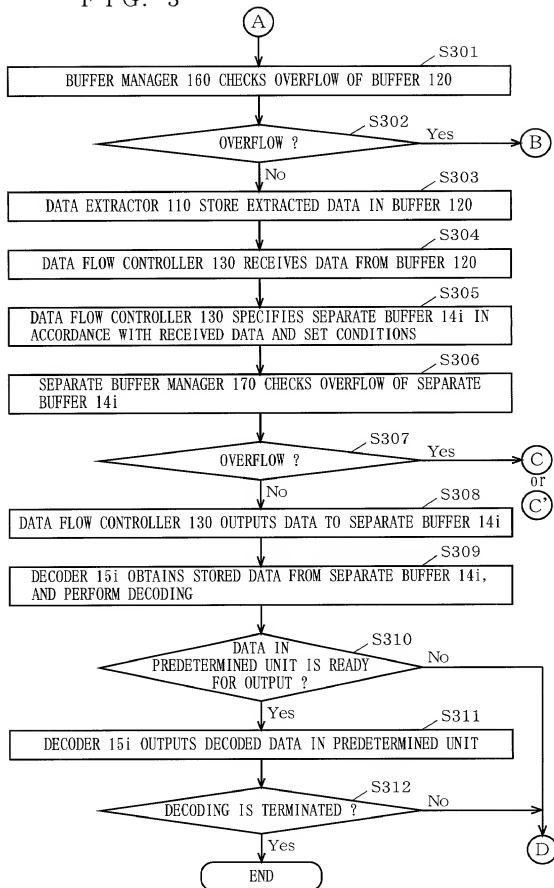 FIG. 3
A
S301
BUFFER MANAGER 160 CHECKS OVERFLOW OF BUFFER 120
S302
OVERFLOW ?
Yes
B
No
S303
DATA EXTRACTOR 110 STORE EXTRACTED DATA IN BUFFER 120
S304
DATA FLOW CONTROLLER 130 RECEIVES DATA FROM BUFFER 120
S305
DATA FLOW CONTROLLER 130 SPECIFIES SEPARATE BUFFER 14i IN
ACCORDANCE WITH RECEIVED DATA AND SET CONDITIONS
S306
SEPARATE BUFFER MANAGER 170 CHECKS OVERFLOW OF SEPARATE
BUFFER 14i
S307
OVERFLOW ?
Yes
C
or
C'
No
S308
DATA FLOW CONTROLLER 130 OUTPUTS DATA TO SEPARATE BUFFER 14i
S309
DECODER 15i OBTAINS STORED DATA FROM SEPARATE BUFFER 14i,
AND PERFORM DECODING
S310
DATA IN
PREDETERMINED UNIT IS READY
FOR OUTPUT ?
No
Yes
S311
DECODER 15i OUTPUTS DECODED DATA IN PREDETERMINED UNIT
S312
DECODING IS TERMINATED ?
No
Yes
D
END